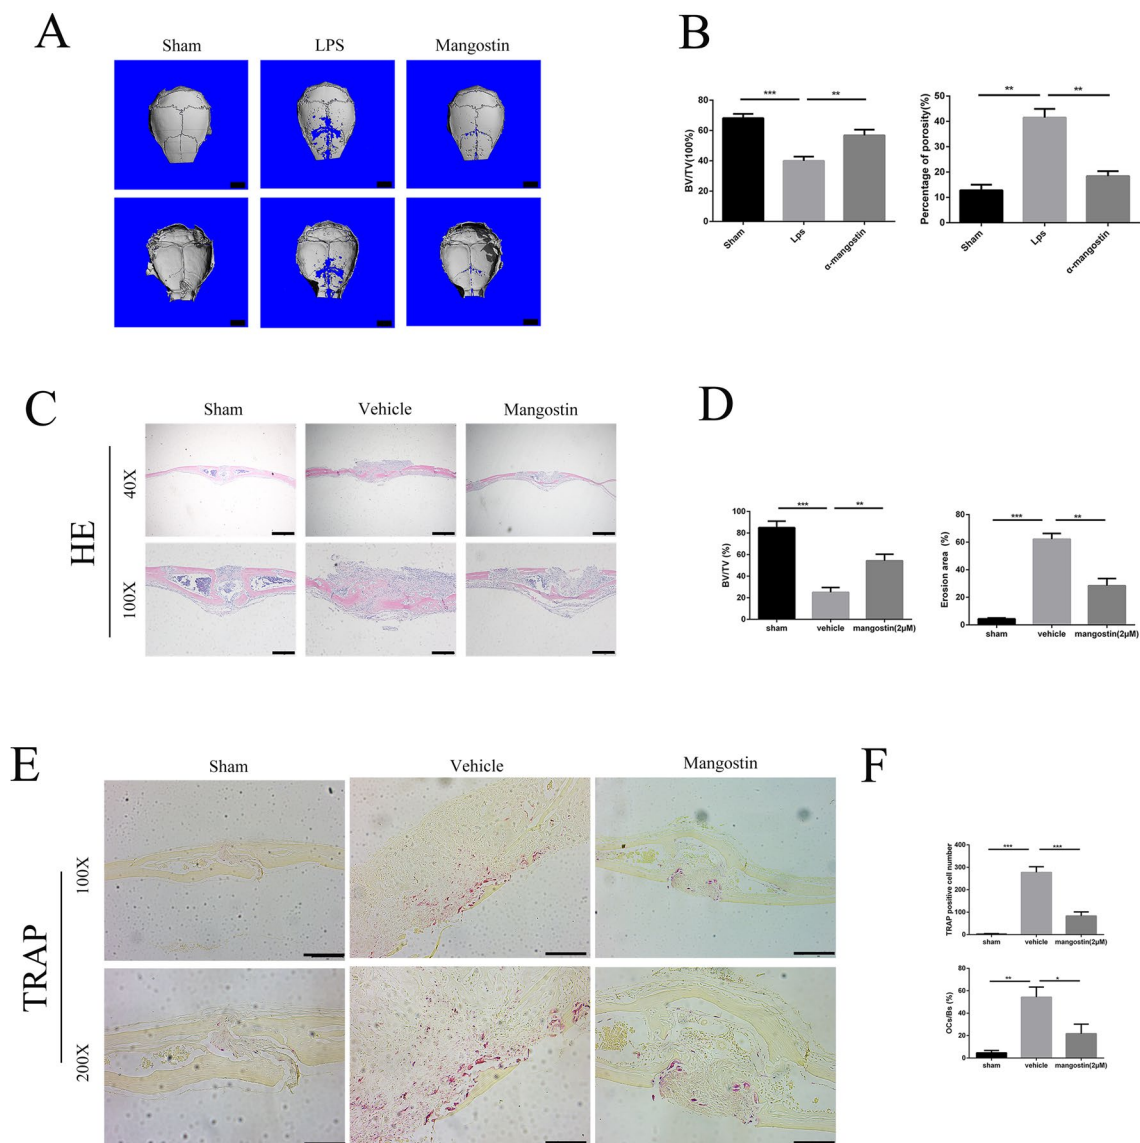 A
Sham LPS Mangostin
B
BV/TV(100%)
80
60
40
20
0
*** **
Sham Lps α-mangostin
Percentage of porosity(%)
50
40
30
20
10
0
** **
Sham Lps α-mangostin
C
Sham Vehicle Mangostin
HE
40X
100X
D
BV/TV (%)
100
80
60
40
20
0
*** **
sham vehicle mangostin(2μM)
Erosion area (%)
80
60
40
20
0
*** **
sham vehicle mangostin(2μM)
E
Sham Vehicle Mangostin
TRAP
100X
200X
F
TRAP positive cell number
400
300
200
100
0
*** ***
sham vehicle mangostin(2μM)
OCs/Bs (%)
80
60
40
20
0
** *
sham vehicle mangostin(2μM)